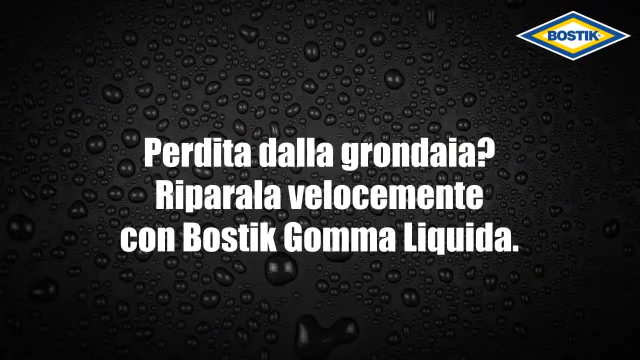 BOSTIK
Perdita dalla grondaia?
Riparala velocemente
con Bostik Gomma Liquida.